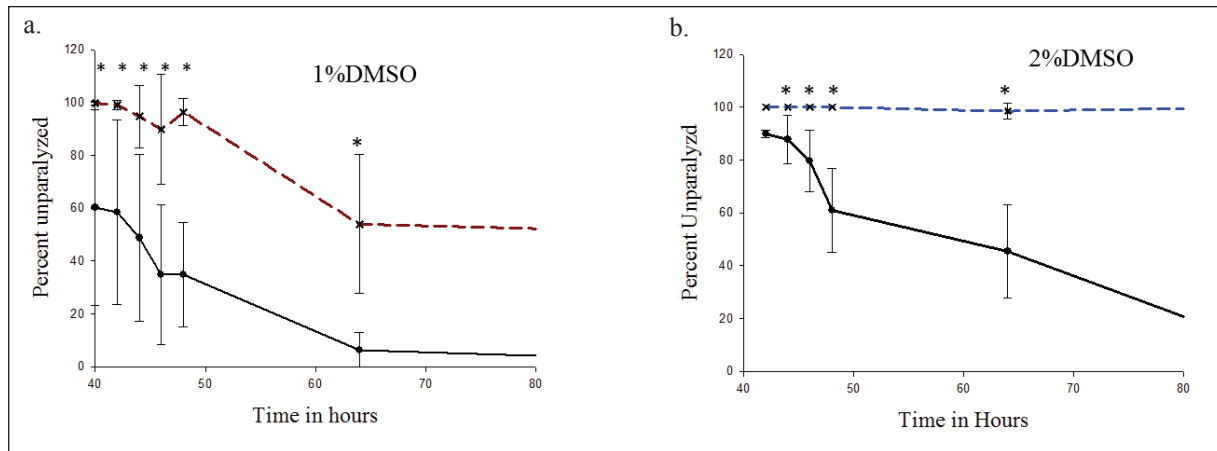 a.
1%DMSO
* * * * *
*
120
100
80
60
40
20
0
Percent unparalyzed
40 50 60 70 80
Time in hours
b.
2%DMSO
* * *
*
120
100
80
60
40
20
0
Percent Unparalyzd
40 50 60 70 80
Time in Hours